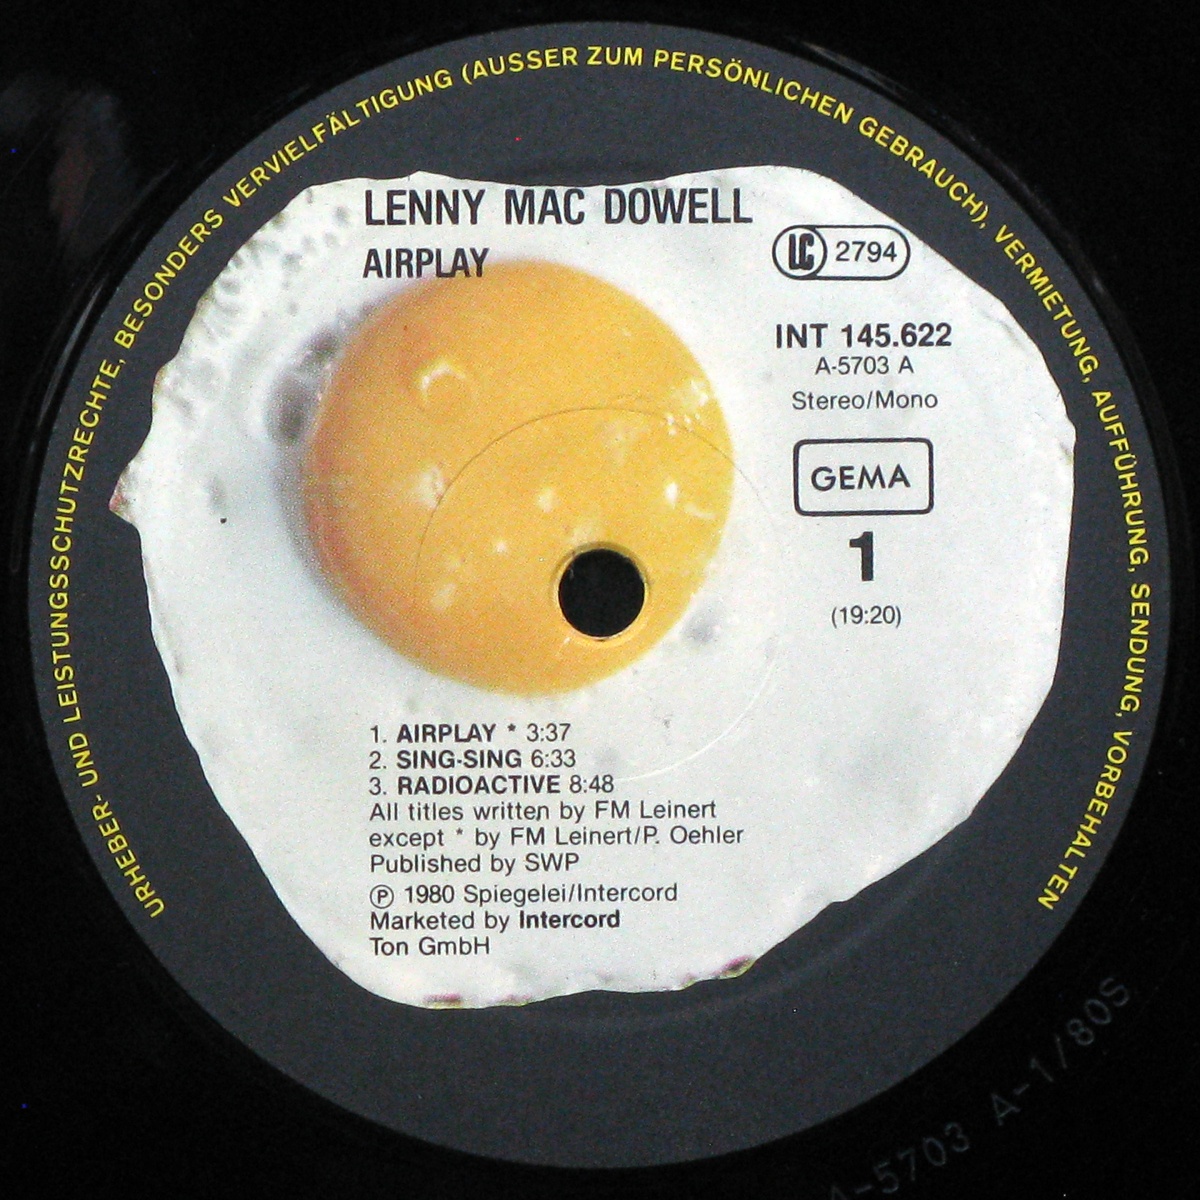 URHEBER- UND LEISTUNGSSCHUTZRECHTE, BESONDERS VERVIELFÄLTIGUNG (AUSSER ZUM PERSÖNLICHEN GEBRAUCH), VERMIETUNG, AUFFÜHRUNG, SENDUNG, VORBEHALTEN
LENNY MAC DOWELL
AIRPLAY
LC 2794
INT 145.622
A-5703 A
Stereo/Mono
GEMA
1
(19:20)
1. AIRPLAY * 3:37
2. SING-SING 6:33
3. RADIOACTIVE 8:48
All titles written by FM Leinert
except * by FM Leinert/P. Oehler
Published by SWP
℗ 1980 Spiegelei/Intercord
Marketed by Intercord
Ton GmbH
A-5703 A-1/80S